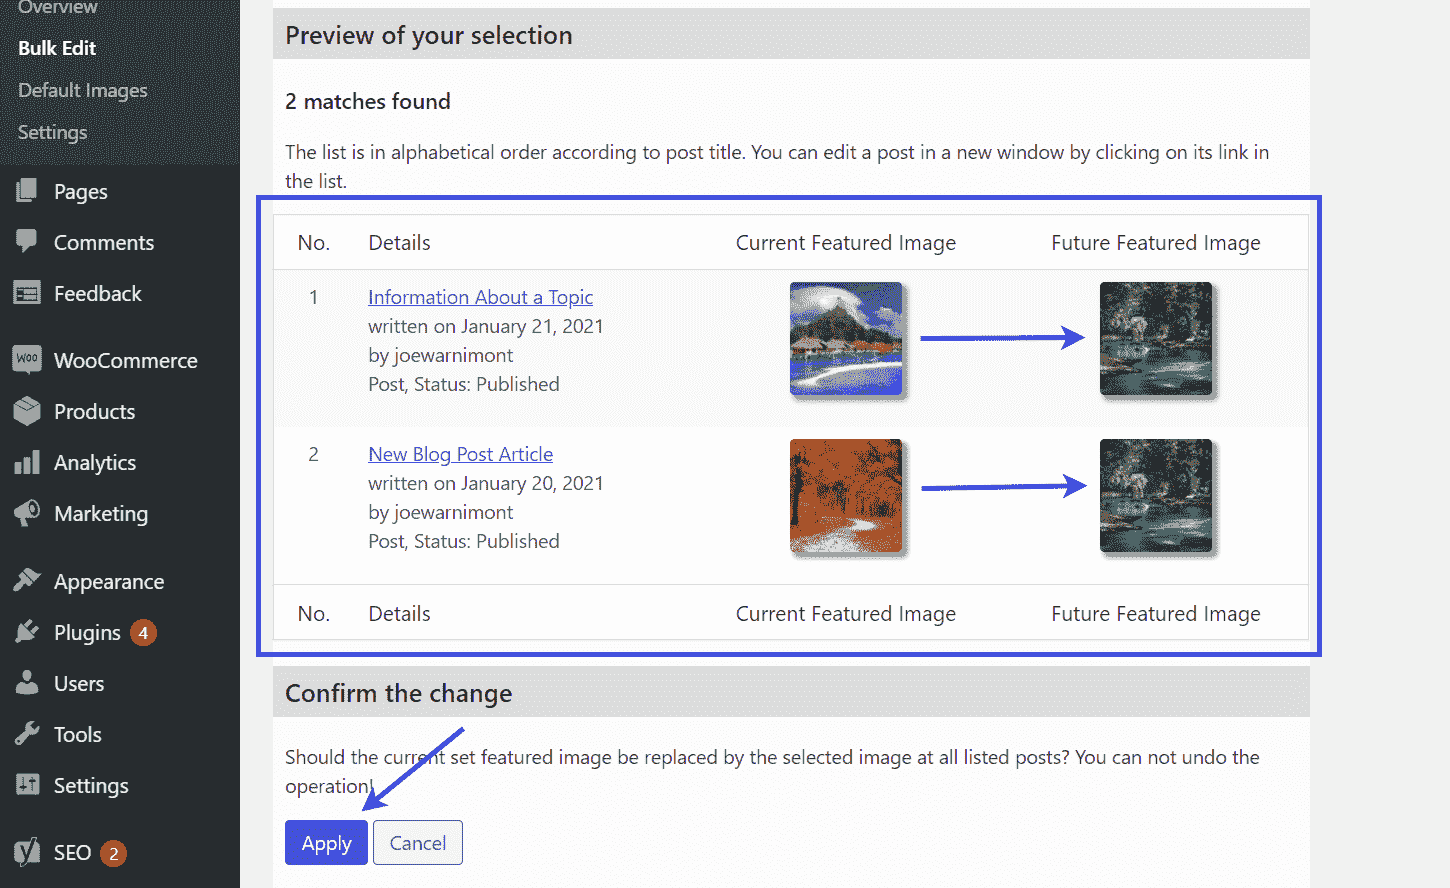 Overview
Bulk Edit
Default Images
Settings
Pages
Comments
Feedback
WOO
WooCommerce
Products
Analytics
Marketing
Appearance
Plugins 4
Users
Tools
Settings
SEO 2
Preview of your selection
2 matches found
The list is in alphabetical order according to post title. You can edit a post in a new window by clicking on its link in
the list.
No. Details Current Featured Image Future Featured Image
1 Information About a Topic
written on January 21, 2021
by joewarnimont
Post, Status: Published
2 New Blog Post Article
written on January 20, 2021
by joewarnimont
Post, Status: Published
No. Details Current Featured Image Future Featured Image
Confirm the change
Should the current set featured image be replaced by the selected image at all listed posts? You can not undo the
operation!
Apply Cancel